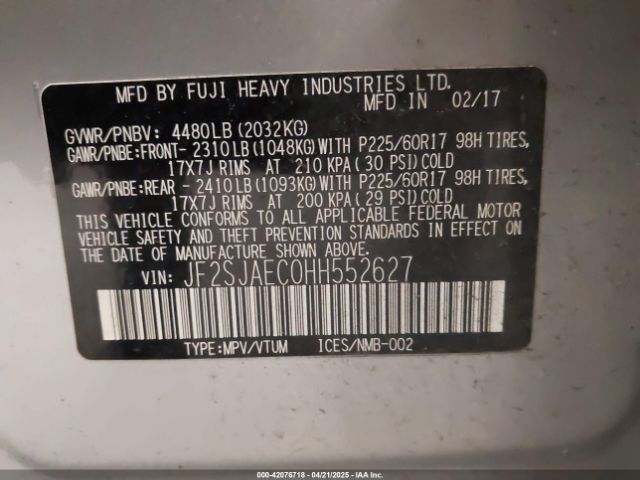 MFD BY FUJI HEAVY INDUSTRIES LTD.
MFD IN 02/17
GVWR/PNBV: 4480LB(2032KG)
GAWR/PNBE:FRONT- 2310LB(1048KG)WITH P225/60R17 98H TIRES,
17X7J RIMS AT 210 KPA(30 PSI)COLD
GAWR/PNBE:REAR - 2410LB(1093KG)WITH P225/60R17 98H TIRES,
17X7J RIMS AT 200 KPA(29 PSI)COLD
THIS VEHICLE CONFORMS TO ALL APPLICABLE FEDERAL MOTOR
VEHICLE SAFETY AND THEFT PREVENTION STANDARDS IN EFFECT
ON THE DATE OF MANUFACTURE SHOWN ABOVE.
VIN: JF2SJAEC0HH552627
TYPE:MPV/VTUM ICES/NMB-002
000-42076718 - 04/21/2025 - IAA Inc.